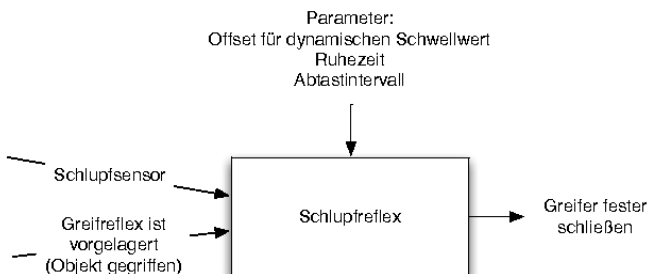 Parameter:
Offset für dynamischen Schwellwert
Ruhezeit
Abtastintervall
Schlupfsensor
Greifreflex ist
vorgelagert
(Objekt gegriffen)
Schlupfreflex
Greifer fester
schließen